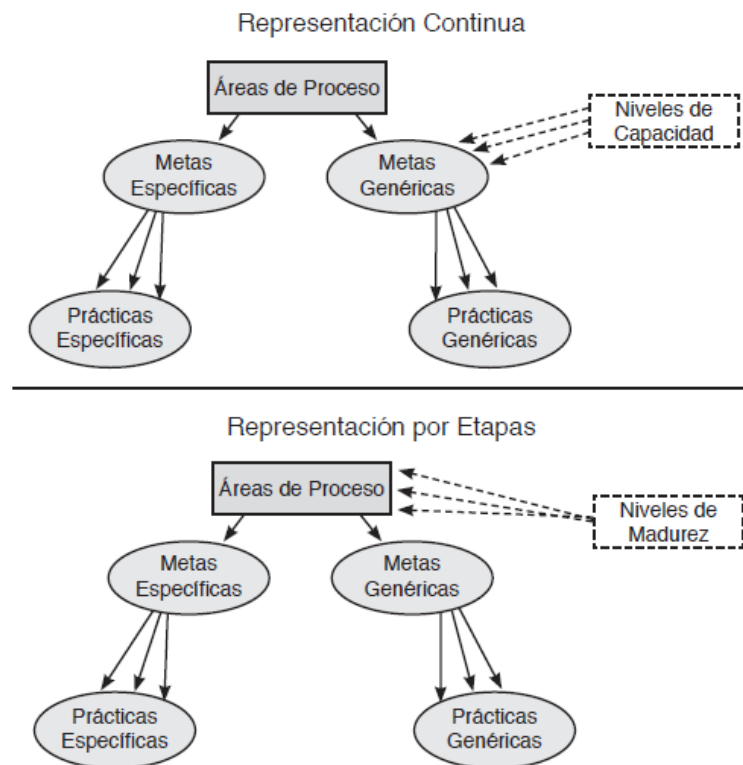 Representación Continua
Áreas de Proceso
Niveles de
Capacidad
Metas
Específicas
Metas
Genéricas
Prácticas
Específicas
Prácticas
Genéricas
Representación por Etapas
Áreas de Proceso
Niveles de
Madurez
Metas
Específicas
Metas
Genéricas
Prácticas
Específicas
Prácticas
Genéricas